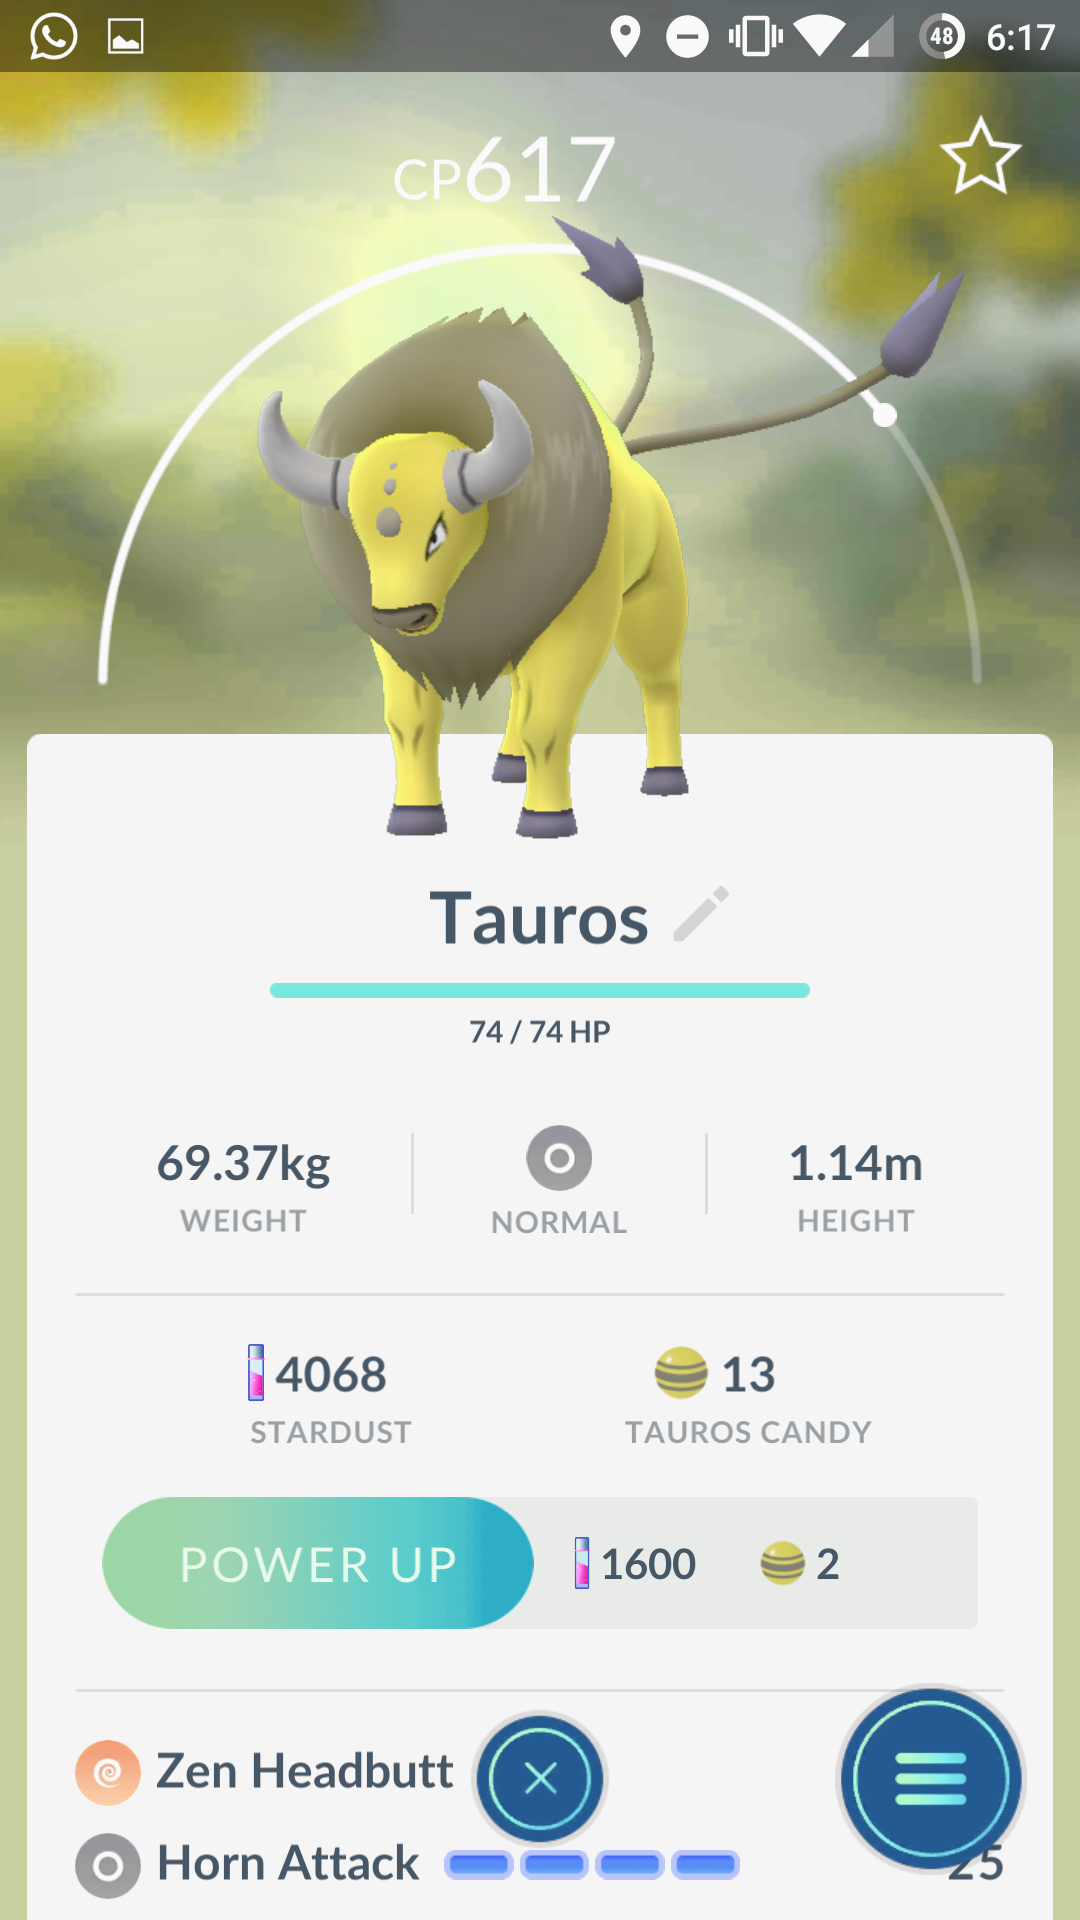 48 6:17
CP617
Tauros
74 / 74 HP
69.37kg
WEIGHT
NORMAL
1.14m
HEIGHT
4068
STARDUST
13
TAUROS CANDY
POWER UP 1600 2
Zen Headbutt
Horn Attack 25